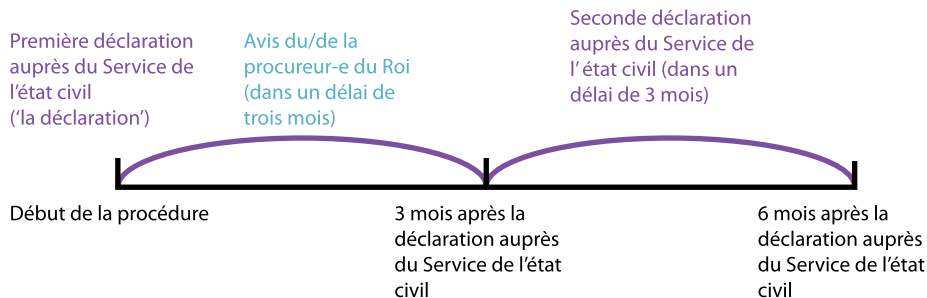 Première déclaration
auprès du Service de
l'état civil
('la déclaration')
Avis du/de la
procureur-e du Roi
(dans un délai de
trois mois)
Seconde déclaration
auprès du Service de
l' état civil (dans un
délai de 3 mois)
Début de la procédure
3 mois après la
déclaration auprès
du Service de l'état
civil
6 mois après la
déclaration auprès
du Service de l'état
civil